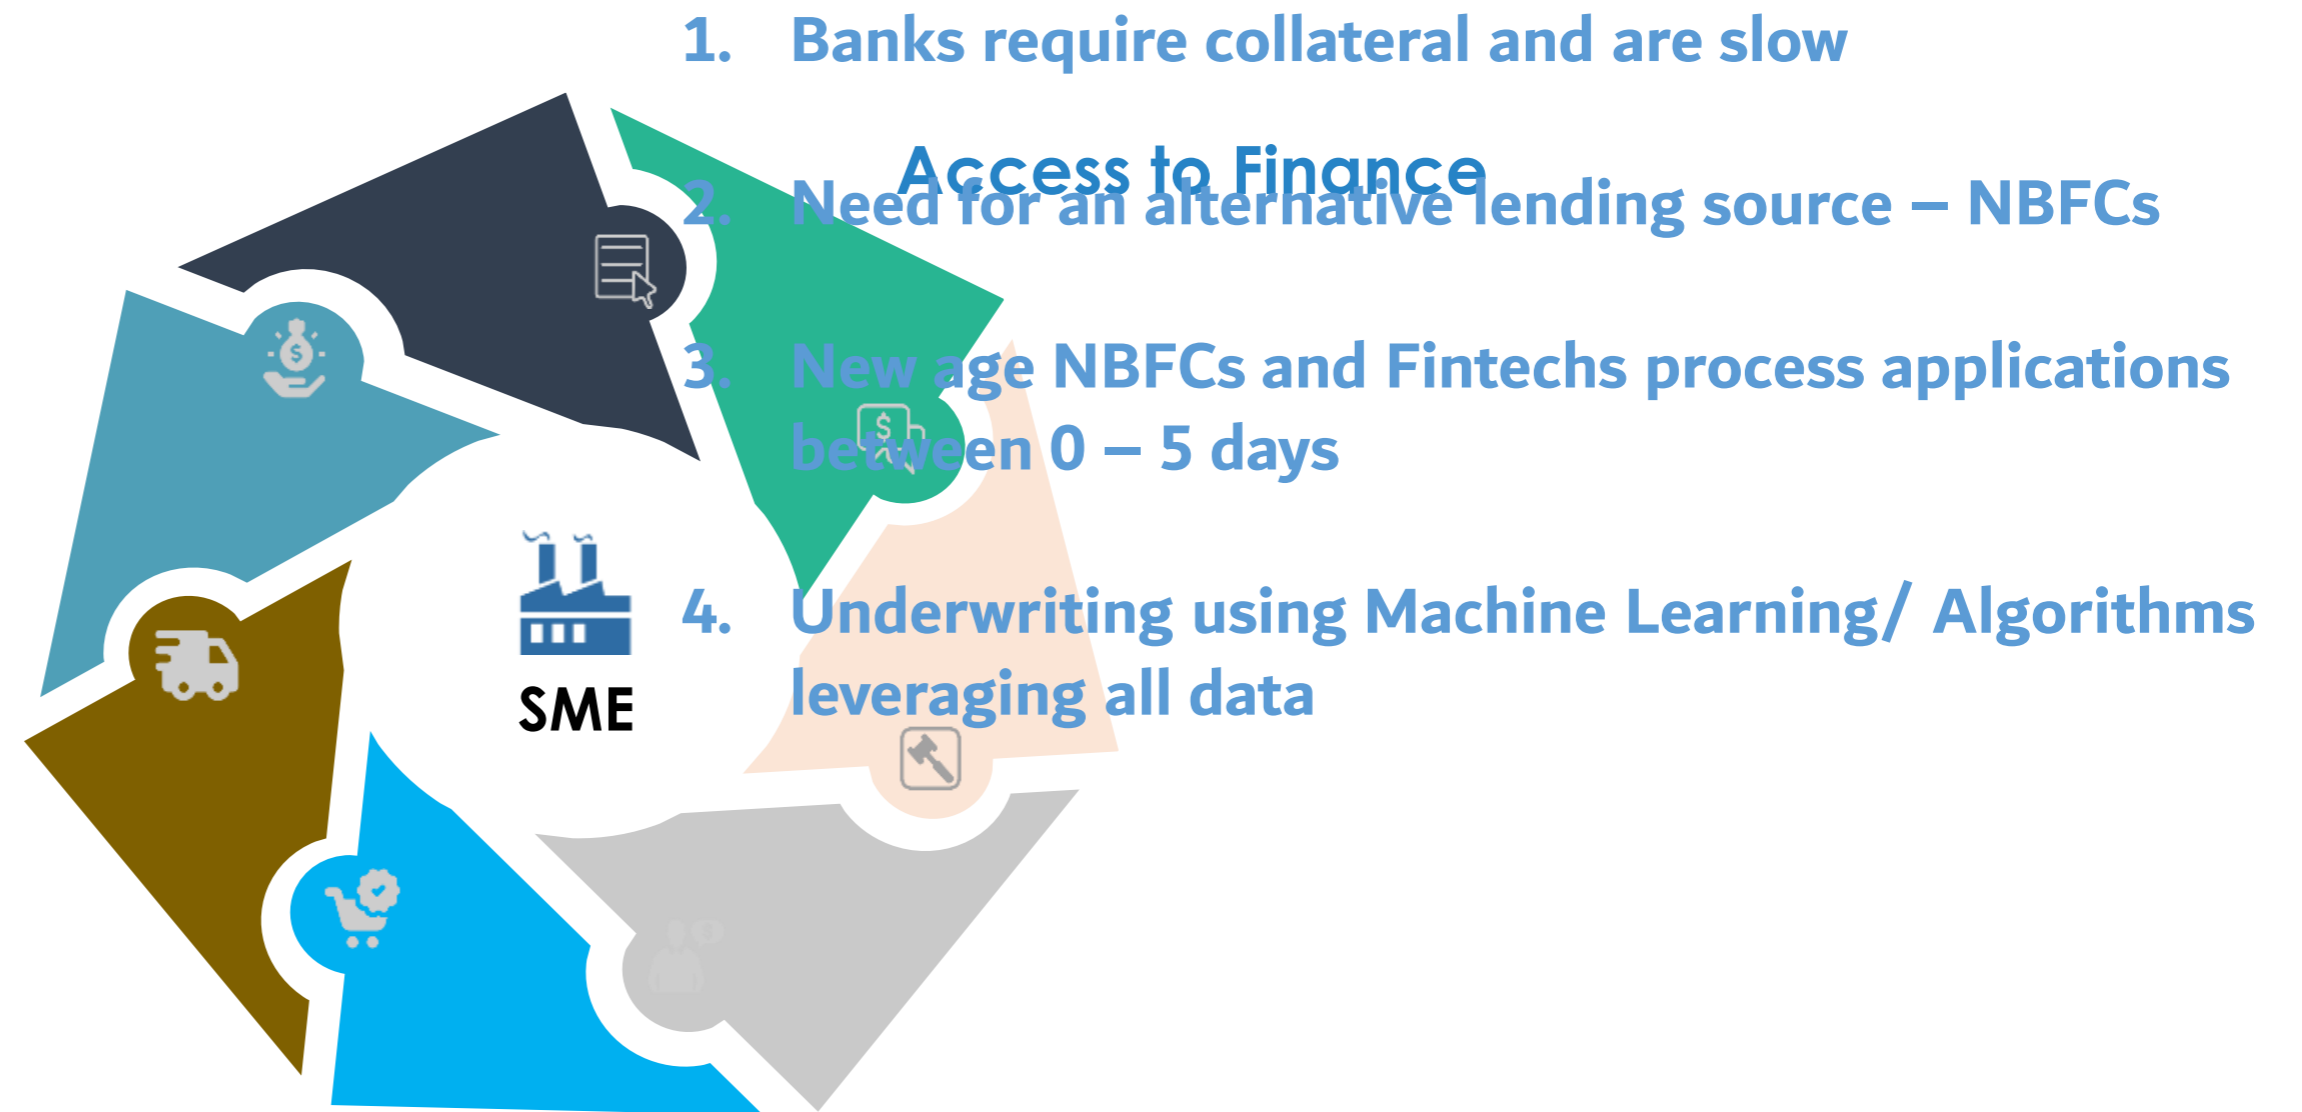 1. Banks require collateral and are slow
Access to Finance
2. Need for an alternative lending source – NBFCs
3. New age NBFCs and Fintechs process applications
between 0 – 5 days
4. Underwriting using Machine Learning/ Algorithms
leveraging all data
SME